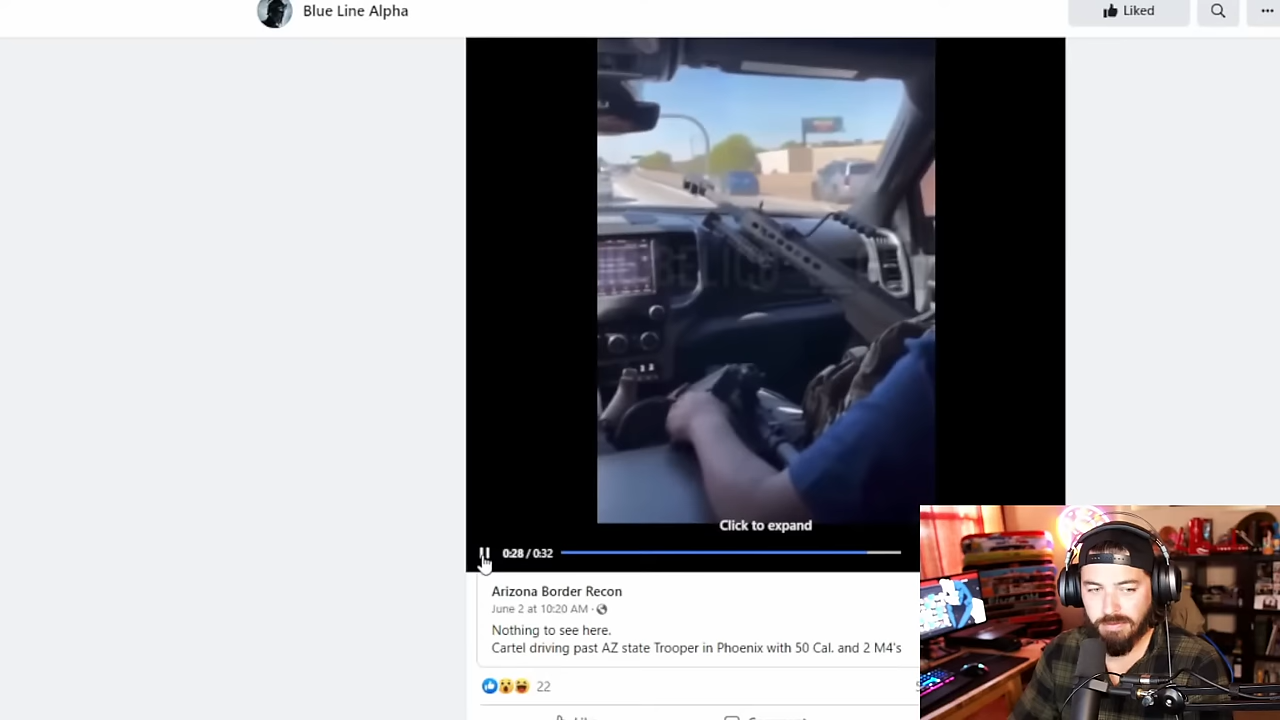 Blue Line Alpha
Liked
BELICO
Click to expand
0:28 / 0:32
Arizona Border Recon
June 2 at 10:20 AM ·
Nothing to see here.
Cartel driving past AZ state Trooper in Phoenix with 50 Cal. and 2 M4's
22